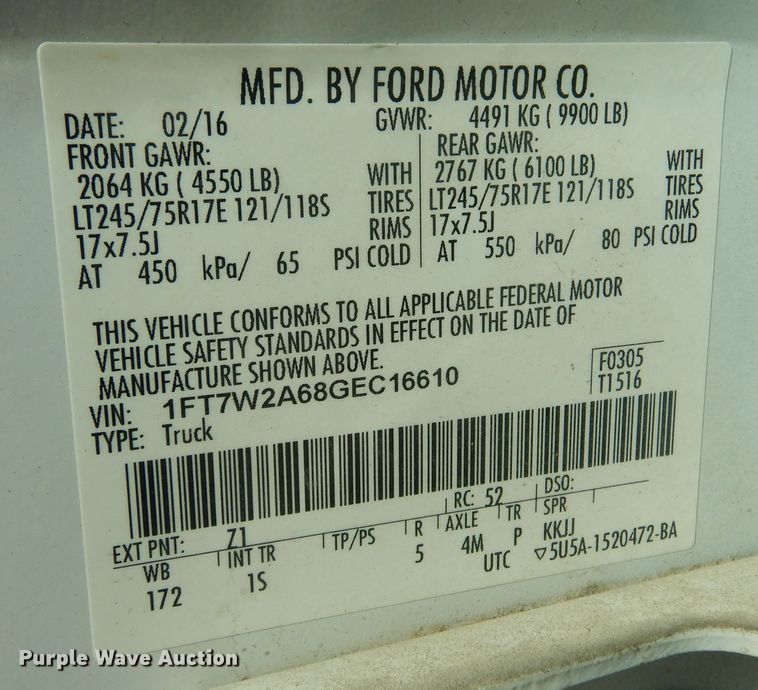 MFD. BY FORD MOTOR CO.
DATE: 02/16 GVWR: 4491 KG ( 9900 LB)
FRONT GAWR: REAR GAWR:
2064 KG ( 4550 LB) WITH 2767 KG ( 6100 LB) WITH
LT245/75R17E 121/118S TIRES LT245/75R17E 121/118S TIRES
17x7.5J RIMS 17x7.5J RIMS
AT 450 kPa/ 65 PSI COLD AT 550 kPa/ 80 PSI COLD
THIS VEHICLE CONFORMS TO ALL APPLICABLE FEDERAL MOTOR
VEHICLE SAFETY STANDARDS IN EFFECT ON THE DATE OF
MANUFACTURE SHOWN ABOVE.
VIN: 1FT7W2A68GEC16610 F0305
TYPE: Truck T1516
EXT PNT: Z1 RC: 52 DSO:
WB INT TR TP/PS R AXLE TR SPR
172 1S 5 4M P KKJJ
UTC ▽5U5A-1520472-BA
Purple Wave Auction